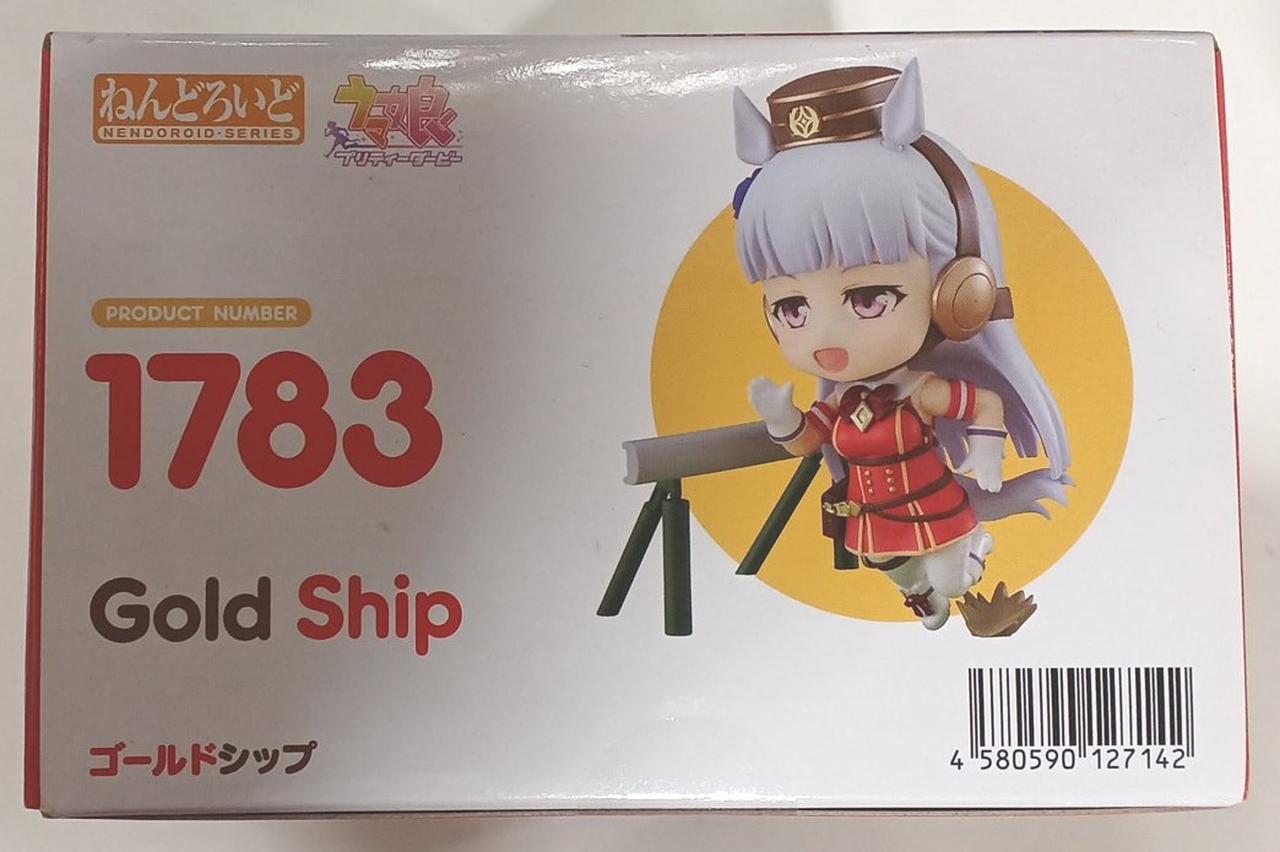 ねんどろいど
NENDOROID·SERIES
ウマ娘
プリティーダービー
PRODUCT NUMBER
1783
Gold Ship
ゴールドシップ
4 580590 127142